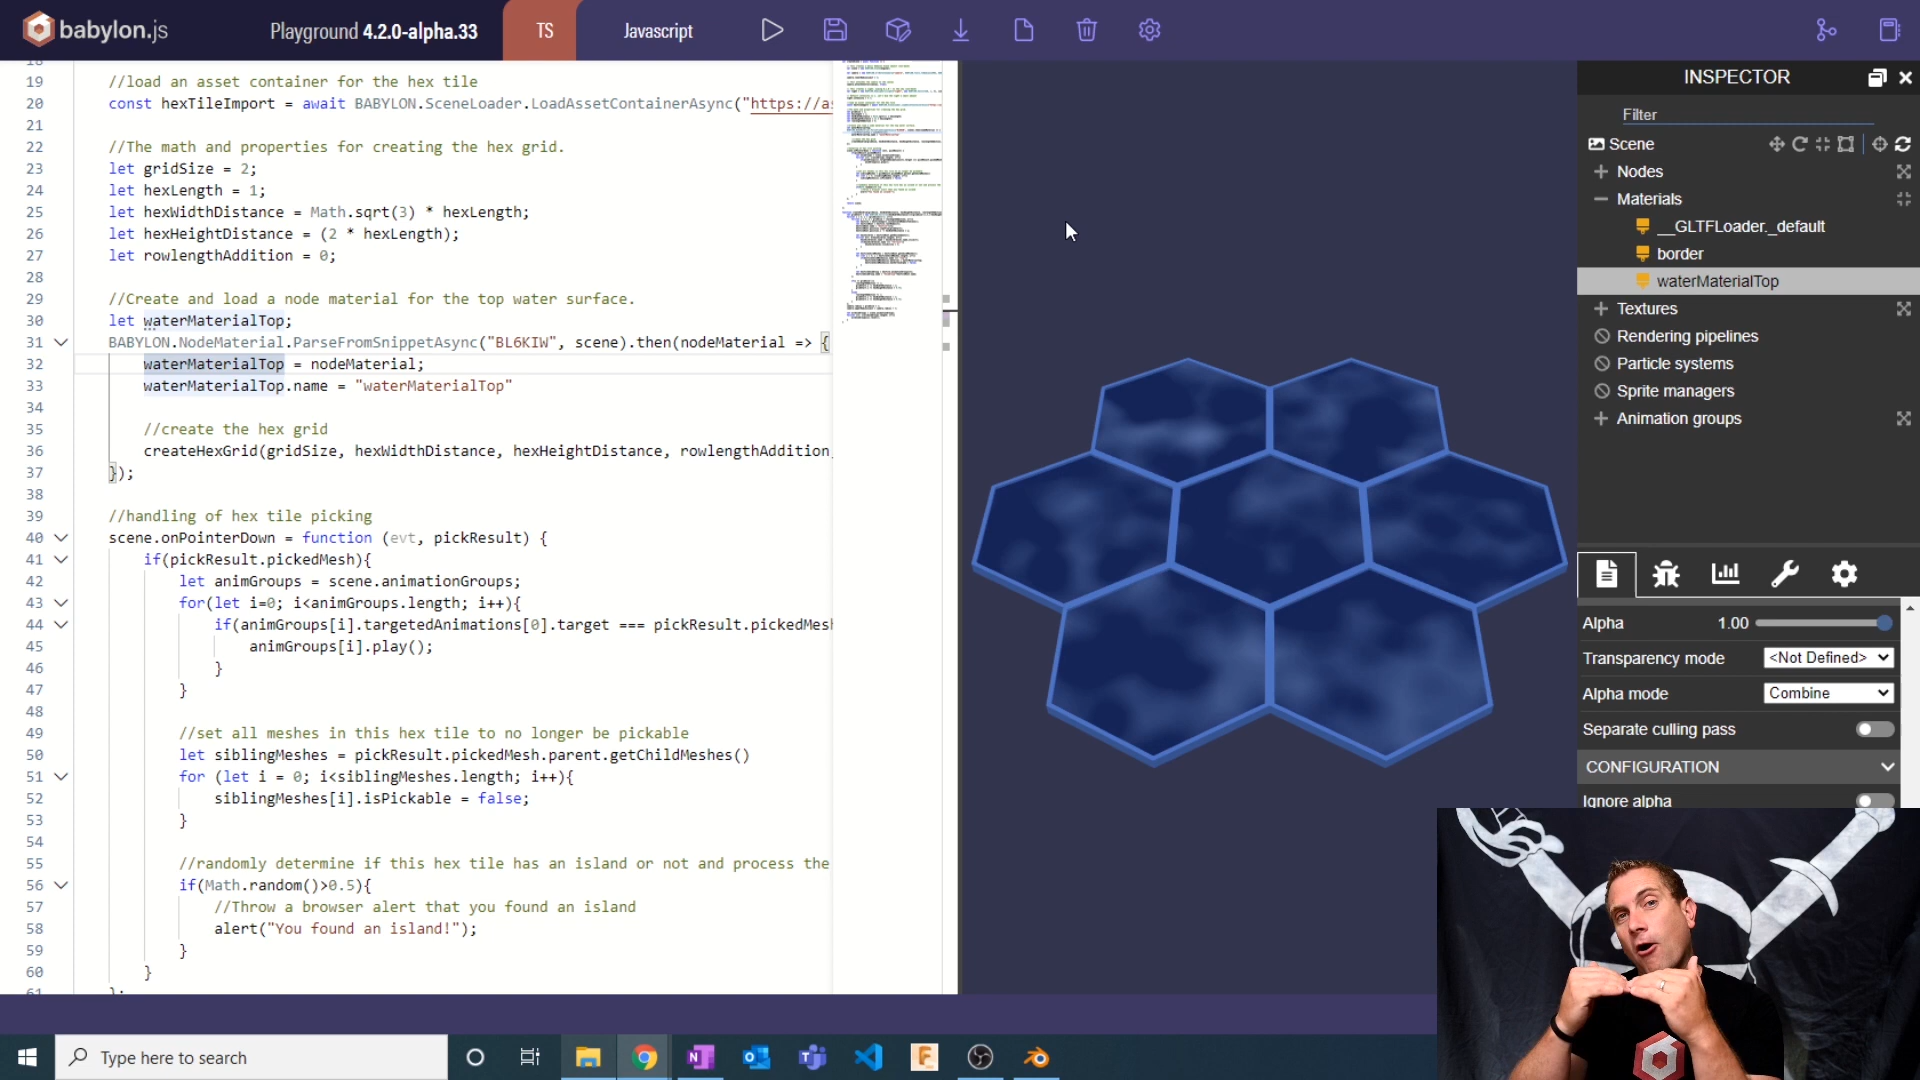 babylon.js
Playground 4.2.0-alpha.33
TS
Javascript
19 //load an asset container for the hex tile
20 const hexTileImport = await BABYLON.SceneLoader.LoadAssetContainerAsync("https://as
21
22 //The math and properties for creating the hex grid.
23 let gridSize = 2;
24 let hexLength = 1;
25 let hexWidthDistance = Math.sqrt(3) * hexLength;
26 let hexHeightDistance = (2 * hexLength);
27 let rowlengthAddition = 0;
28
29 //Create and load a node material for the top water surface.
30 let waterMaterialTop;
31 BABYLON.NodeMaterial.ParseFromSnippetAsync("BL6KIW", scene).then(nodeMaterial => {
32 waterMaterialTop = nodeMaterial;
33 waterMaterialTop.name = "waterMaterialTop"
34
35 //create the hex grid
36 createHexGrid(gridSize, hexWidthDistance, hexHeightDistance, rowlengthAddition,
37 });
38
39 //handling of hex tile picking
40 scene.onPointerDown = function (evt, pickResult) {
41 if(pickResult.pickedMesh){
42 let animGroups = scene.animationGroups;
43 for(let i=0; i<animGroups.length; i++){
44 if(animGroups[i].targetedAnimations[0].target === pickResult.pickedMesh
45 animGroups[i].play();
46 }
47 }
48
49 //set all meshes in this hex tile to no longer be pickable
50 let siblingMeshes = pickResult.pickedMesh.parent.getChildMeshes()
51 for (let i = 0; i<siblingMeshes.length; i++){
52 siblingMeshes[i].isPickable = false;
53 }
54
55 //randomly determine if this hex tile has an island or not and process the
56 if(Math.random()>0.5){
57 //Throw a browser alert that you found an island
58 alert("You found an island!");
59 }
60 }
61 };
INSPECTOR
Filter
Scene
Nodes
Materials
__GLTFLoader._default
border
waterMaterialTop
Textures
Rendering pipelines
Particle systems
Sprite managers
Animation groups
Alpha 1.00
Transparency mode <Not Defined>
Alpha mode Combine
Separate culling pass
CONFIGURATION
Ignore alpha
Type here to search